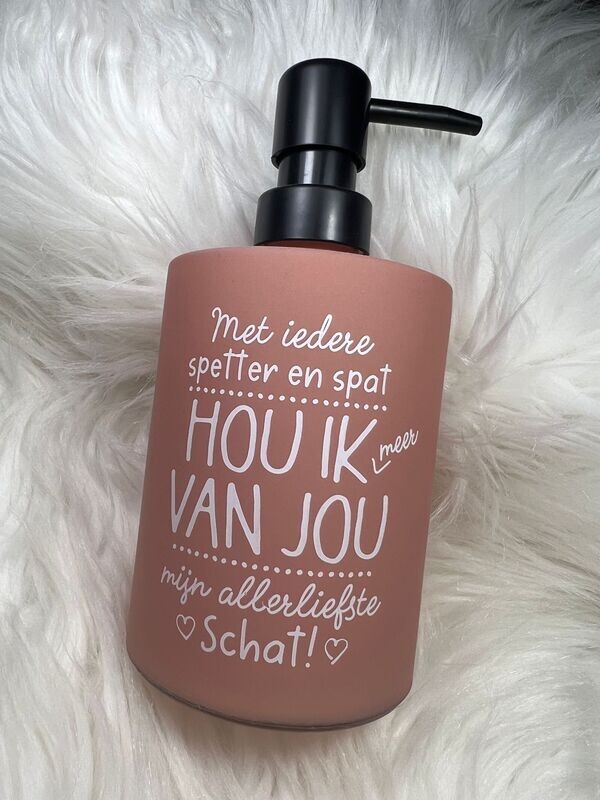 Met iedere
spetter en spat
HOU IK meer
VAN JOU
mijn allerliefste
Schat!